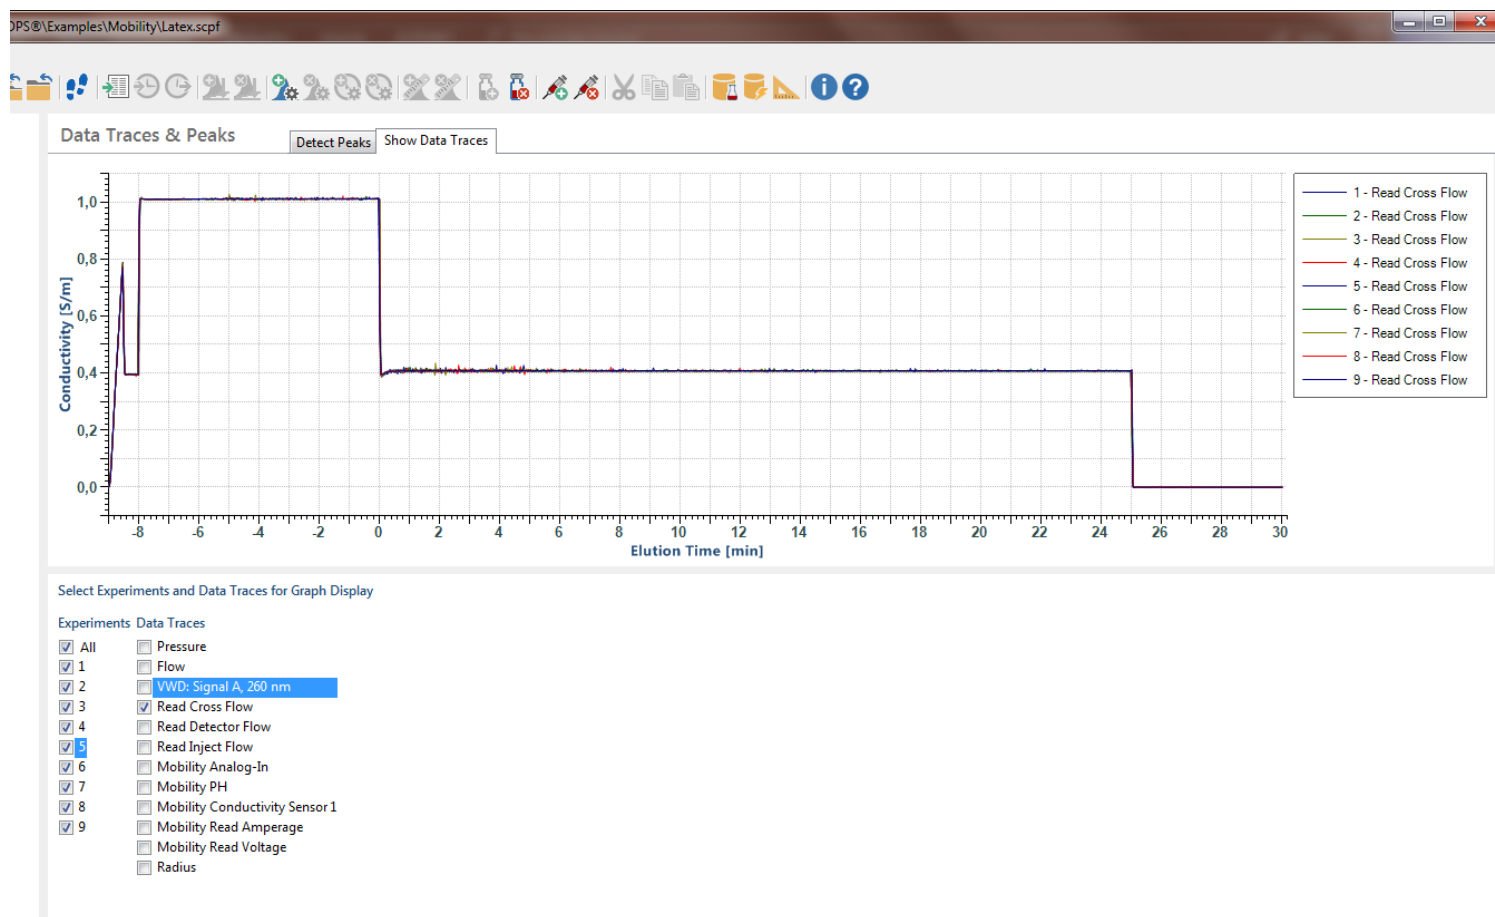 OPS®\Examples\Mobility\Latex.scpf
Data Traces & Peaks
Detect Peaks
Show Data Traces
1,0
0,8
0,6
0,4
0,2
0,0
Conductivity [S/m]
-8 -6 -4 -2 0 2 4 6 8 10 12 14 16 18 20 22 24 26 28 30
Elution Time [min]
1 - Read Cross Flow
2 - Read Cross Flow
3 - Read Cross Flow
4 - Read Cross Flow
5 - Read Cross Flow
6 - Read Cross Flow
7 - Read Cross Flow
8 - Read Cross Flow
9 - Read Cross Flow
Select Experiments and Data Traces for Graph Display
Experiments Data Traces
All Pressure
1 Flow
2 VWD: Signal A, 260 nm
3 Read Cross Flow
4 Read Detector Flow
5 Read Inject Flow
6 Mobility Analog-In
7 Mobility PH
8 Mobility Conductivity Sensor 1
9 Mobility Read Amperage
Mobility Read Voltage
Radius